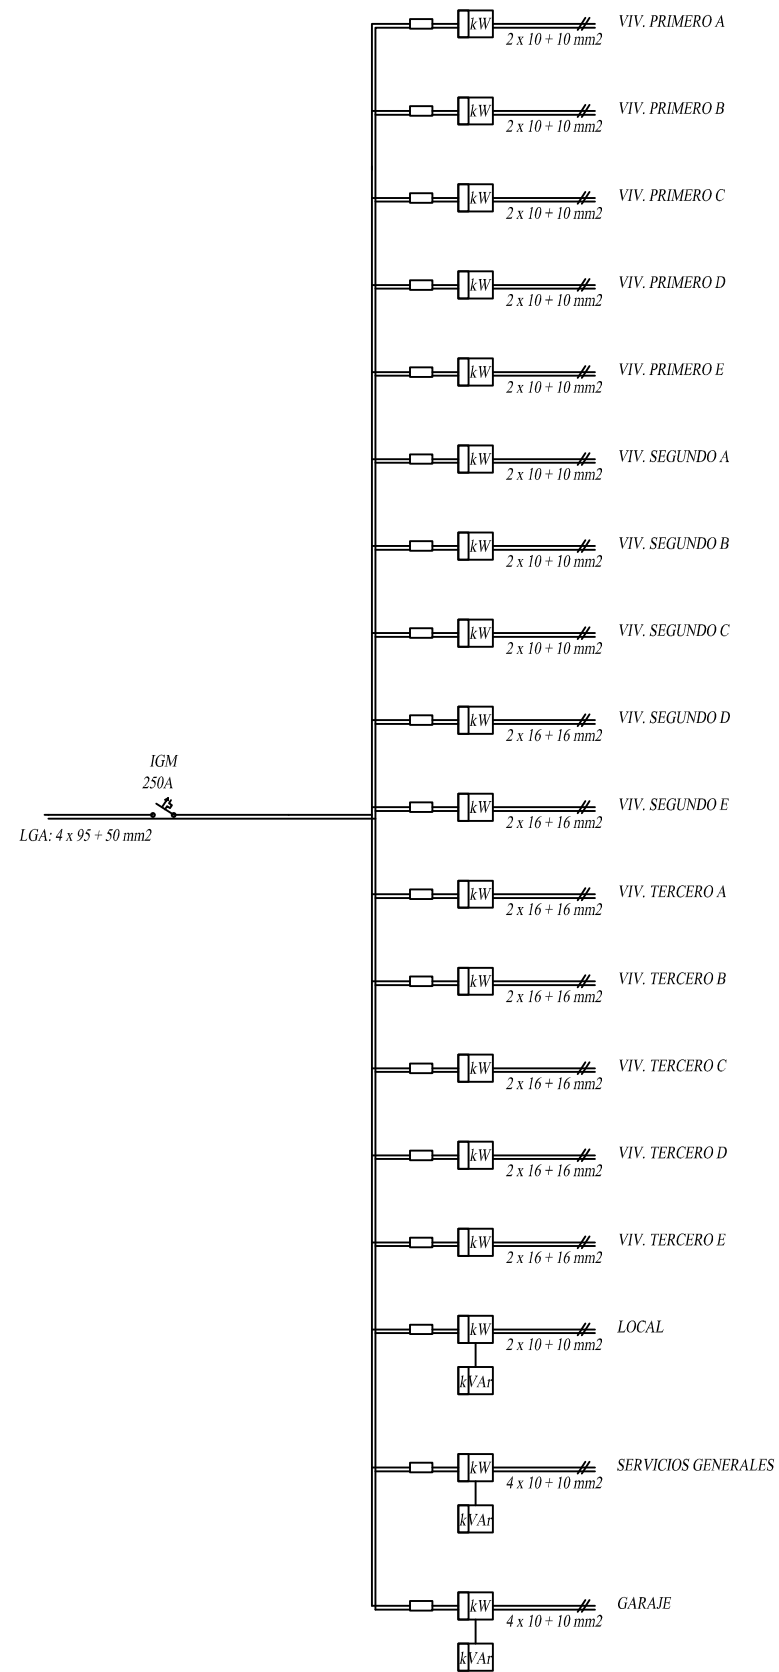 kW
VIV. PRIMERO A
2 x 10 + 10 mm2
kW
VIV. PRIMERO B
2 x 10 + 10 mm2
kW
VIV. PRIMERO C
2 x 10 + 10 mm2
kW
VIV. PRIMERO D
2 x 10 + 10 mm2
kW
VIV. PRIMERO E
2 x 10 + 10 mm2
kW
VIV. SEGUNDO A
2 x 10 + 10 mm2
kW
VIV. SEGUNDO B
2 x 10 + 10 mm2
kW
VIV. SEGUNDO C
2 x 10 + 10 mm2
kW
VIV. SEGUNDO D
2 x 16 + 16 mm2
IGM
250A
LGA: 4 x 95 + 50 mm2
kW
VIV. SEGUNDO E
2 x 16 + 16 mm2
kW
VIV. TERCERO A
2 x 16 + 16 mm2
kW
VIV. TERCERO B
2 x 16 + 16 mm2
kW
VIV. TERCERO C
2 x 16 + 16 mm2
kW
VIV. TERCERO D
2 x 16 + 16 mm2
kW
VIV. TERCERO E
2 x 16 + 16 mm2
kW
LOCAL
2 x 10 + 10 mm2
kVAr
kW
SERVICIOS GENERALES
4 x 10 + 10 mm2
kVAr
kW
GARAJE
4 x 10 + 10 mm2
kVAr